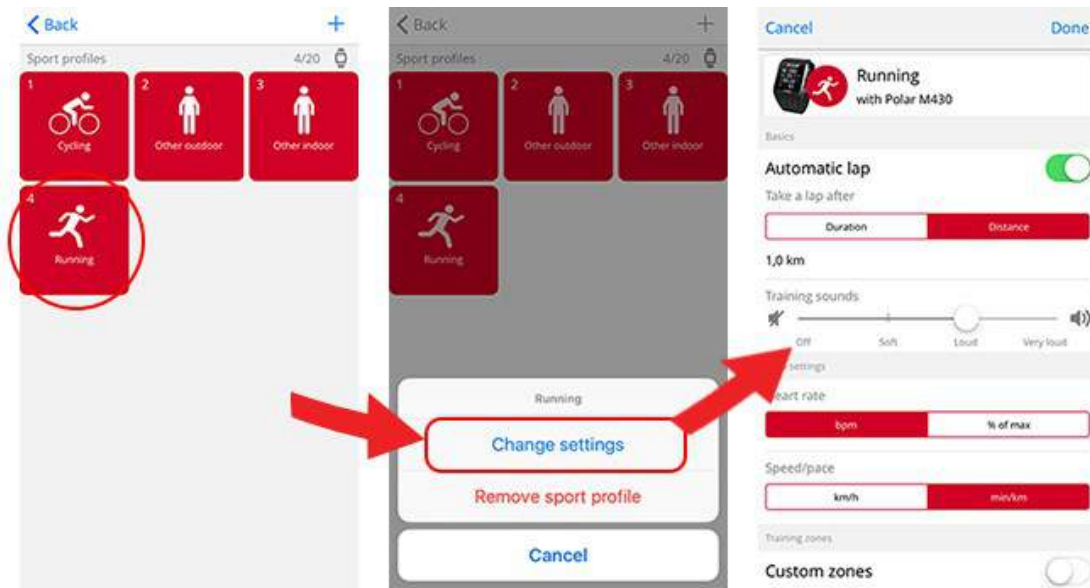 Back
Sport profiles 4/20
1
Cycling
2
Other outdoor
3
Other indoor
4
Running
Back
Sport profiles 4/20
1
Cycling
2
Other outdoor
3
Other indoor
4
Running
Running
Change settings
Remove sport profile
Cancel
Cancel Done
Running
with Polar M430
Basics
Automatic lap
Take a lap after
Duration Distance
1,0 km
Training sounds
Off Soft Loud Very loud
settings
eart rate
bpm % of max
Speed/pace
km/h min/km
Training zones
Custom zones